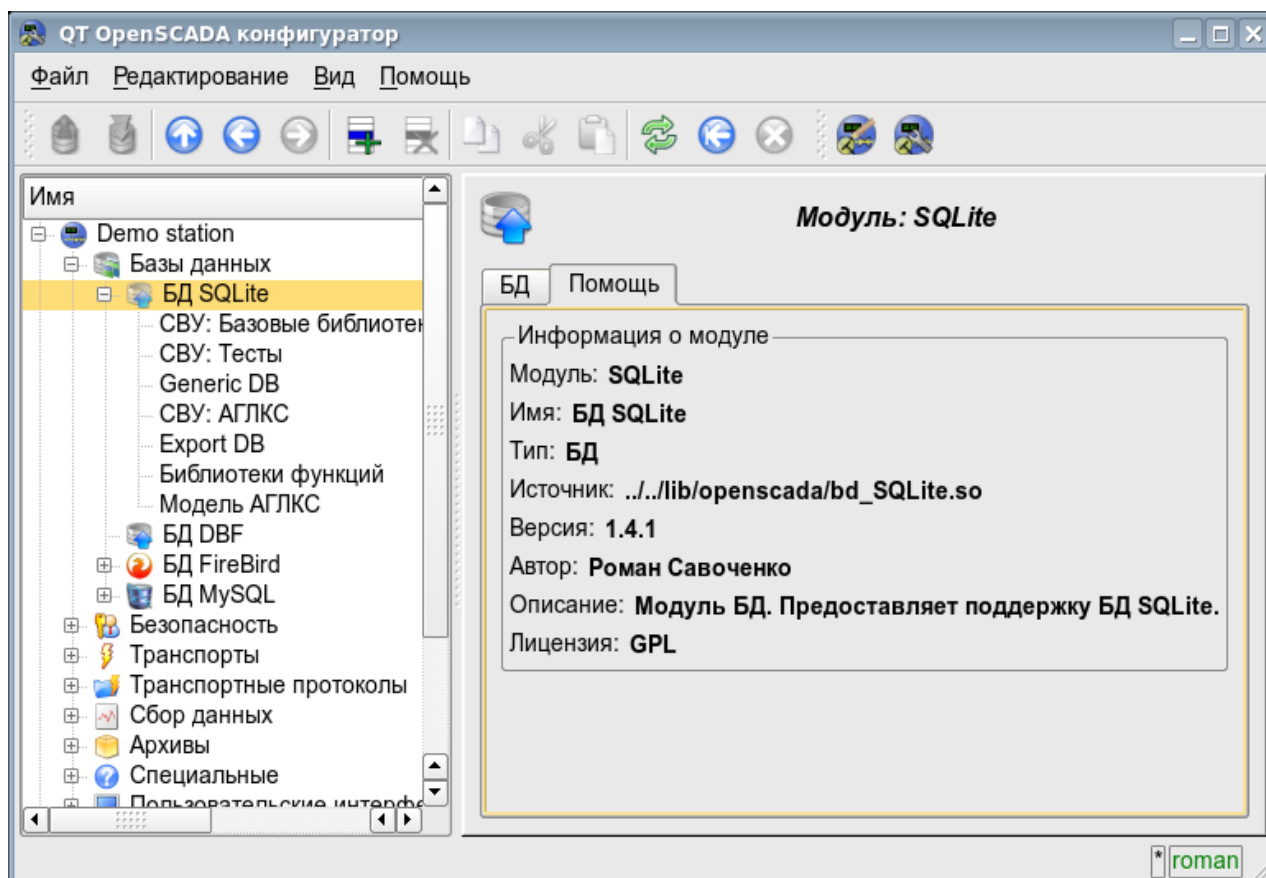 QT OpenSCADA конфигуратор
Файл Редактирование Вид Помощь
Имя
Demo station
Базы данных
БД SQLite
СВУ: Базовые библиотек
СВУ: Тесты
Generic DB
СВУ: АГЛКС
Export DB
Библиотеки функций
Модель АГЛКС
БД DBF
БД FireBird
БД MySQL
Безопасность
Транспорты
Транспортные протоколы
Сбор данных
Архивы
Специальные
Пользовательские интерфе
Модуль: SQLite
БД Помощь
Информация о модуле
Модуль: SQLite
Имя: БД SQLite
Тип: БД
Источник: ../../lib/openscada/bd_SQLite.so
Версия: 1.4.1
Автор: Роман Савоченко
Описание: Модуль БД. Предоставляет поддержку БД SQLite.
Лицензия: GPL
* roman